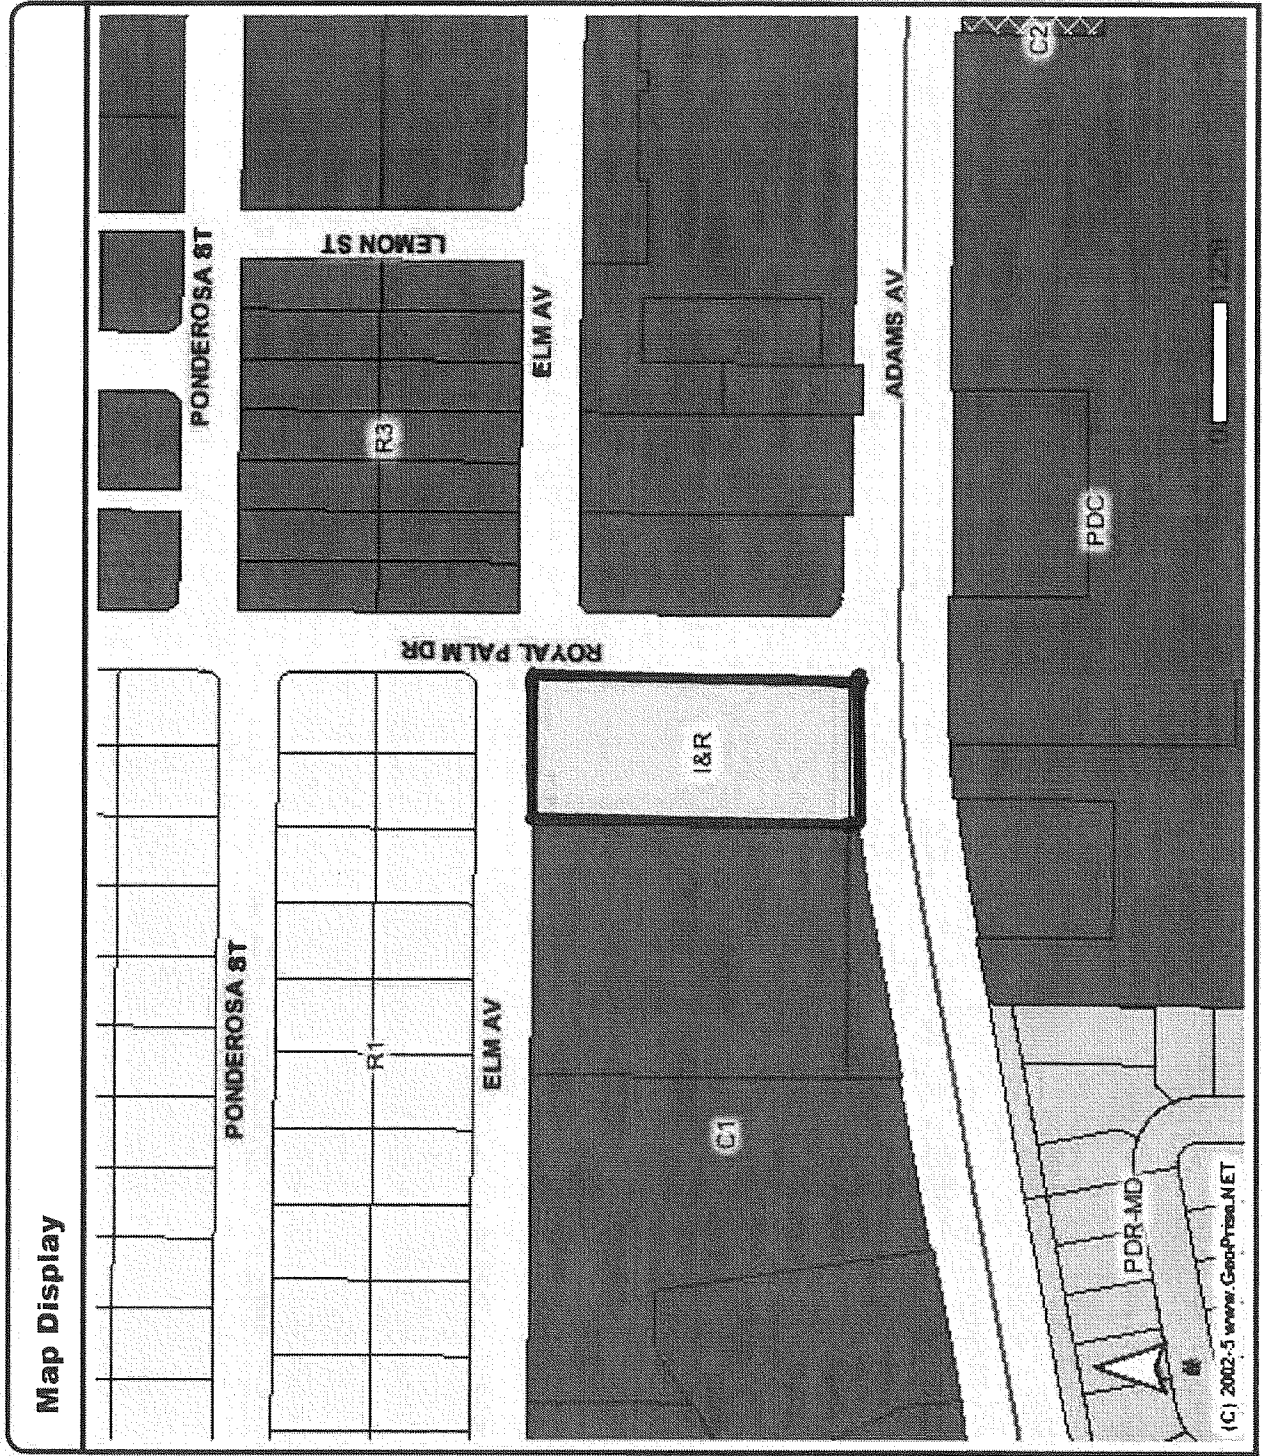 Map Display
PONDEROSA ST
PONDEROSA ST
LEMON ST
R3
R1
ELM AV
ELM AV
ROYAL PALM DR
I&R
C1
ADAMS AV
C2
PDC
PDR-MD
(C) 2002-5 www.GeoPrise.NET